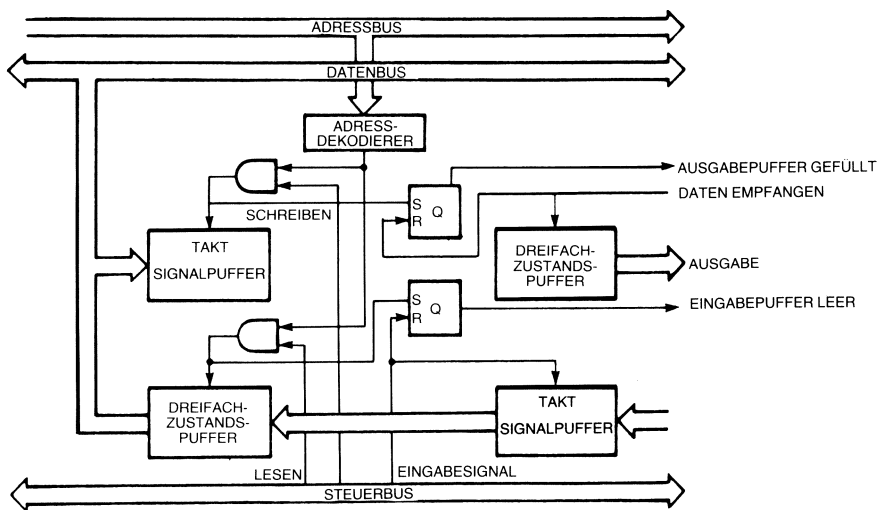 ADRESSBUS
DATENBUS
ADRESS-
DEKODIERER
AUSGABEPUFFER GEFÜLLT
S
Q
R
DATEN EMPFANGEN
SCHREIBEN
TAKT
SIGNALPUFFER
DREIFACH-
ZUSTANDS-
PUFFER
AUSGABE
S
Q
R
EINGABEPUFFER LEER
DREIFACH-
ZUSTANDS-
PUFFER
TAKT
SIGNALPUFFER
LESEN
EINGABESIGNAL
STEUERBUS